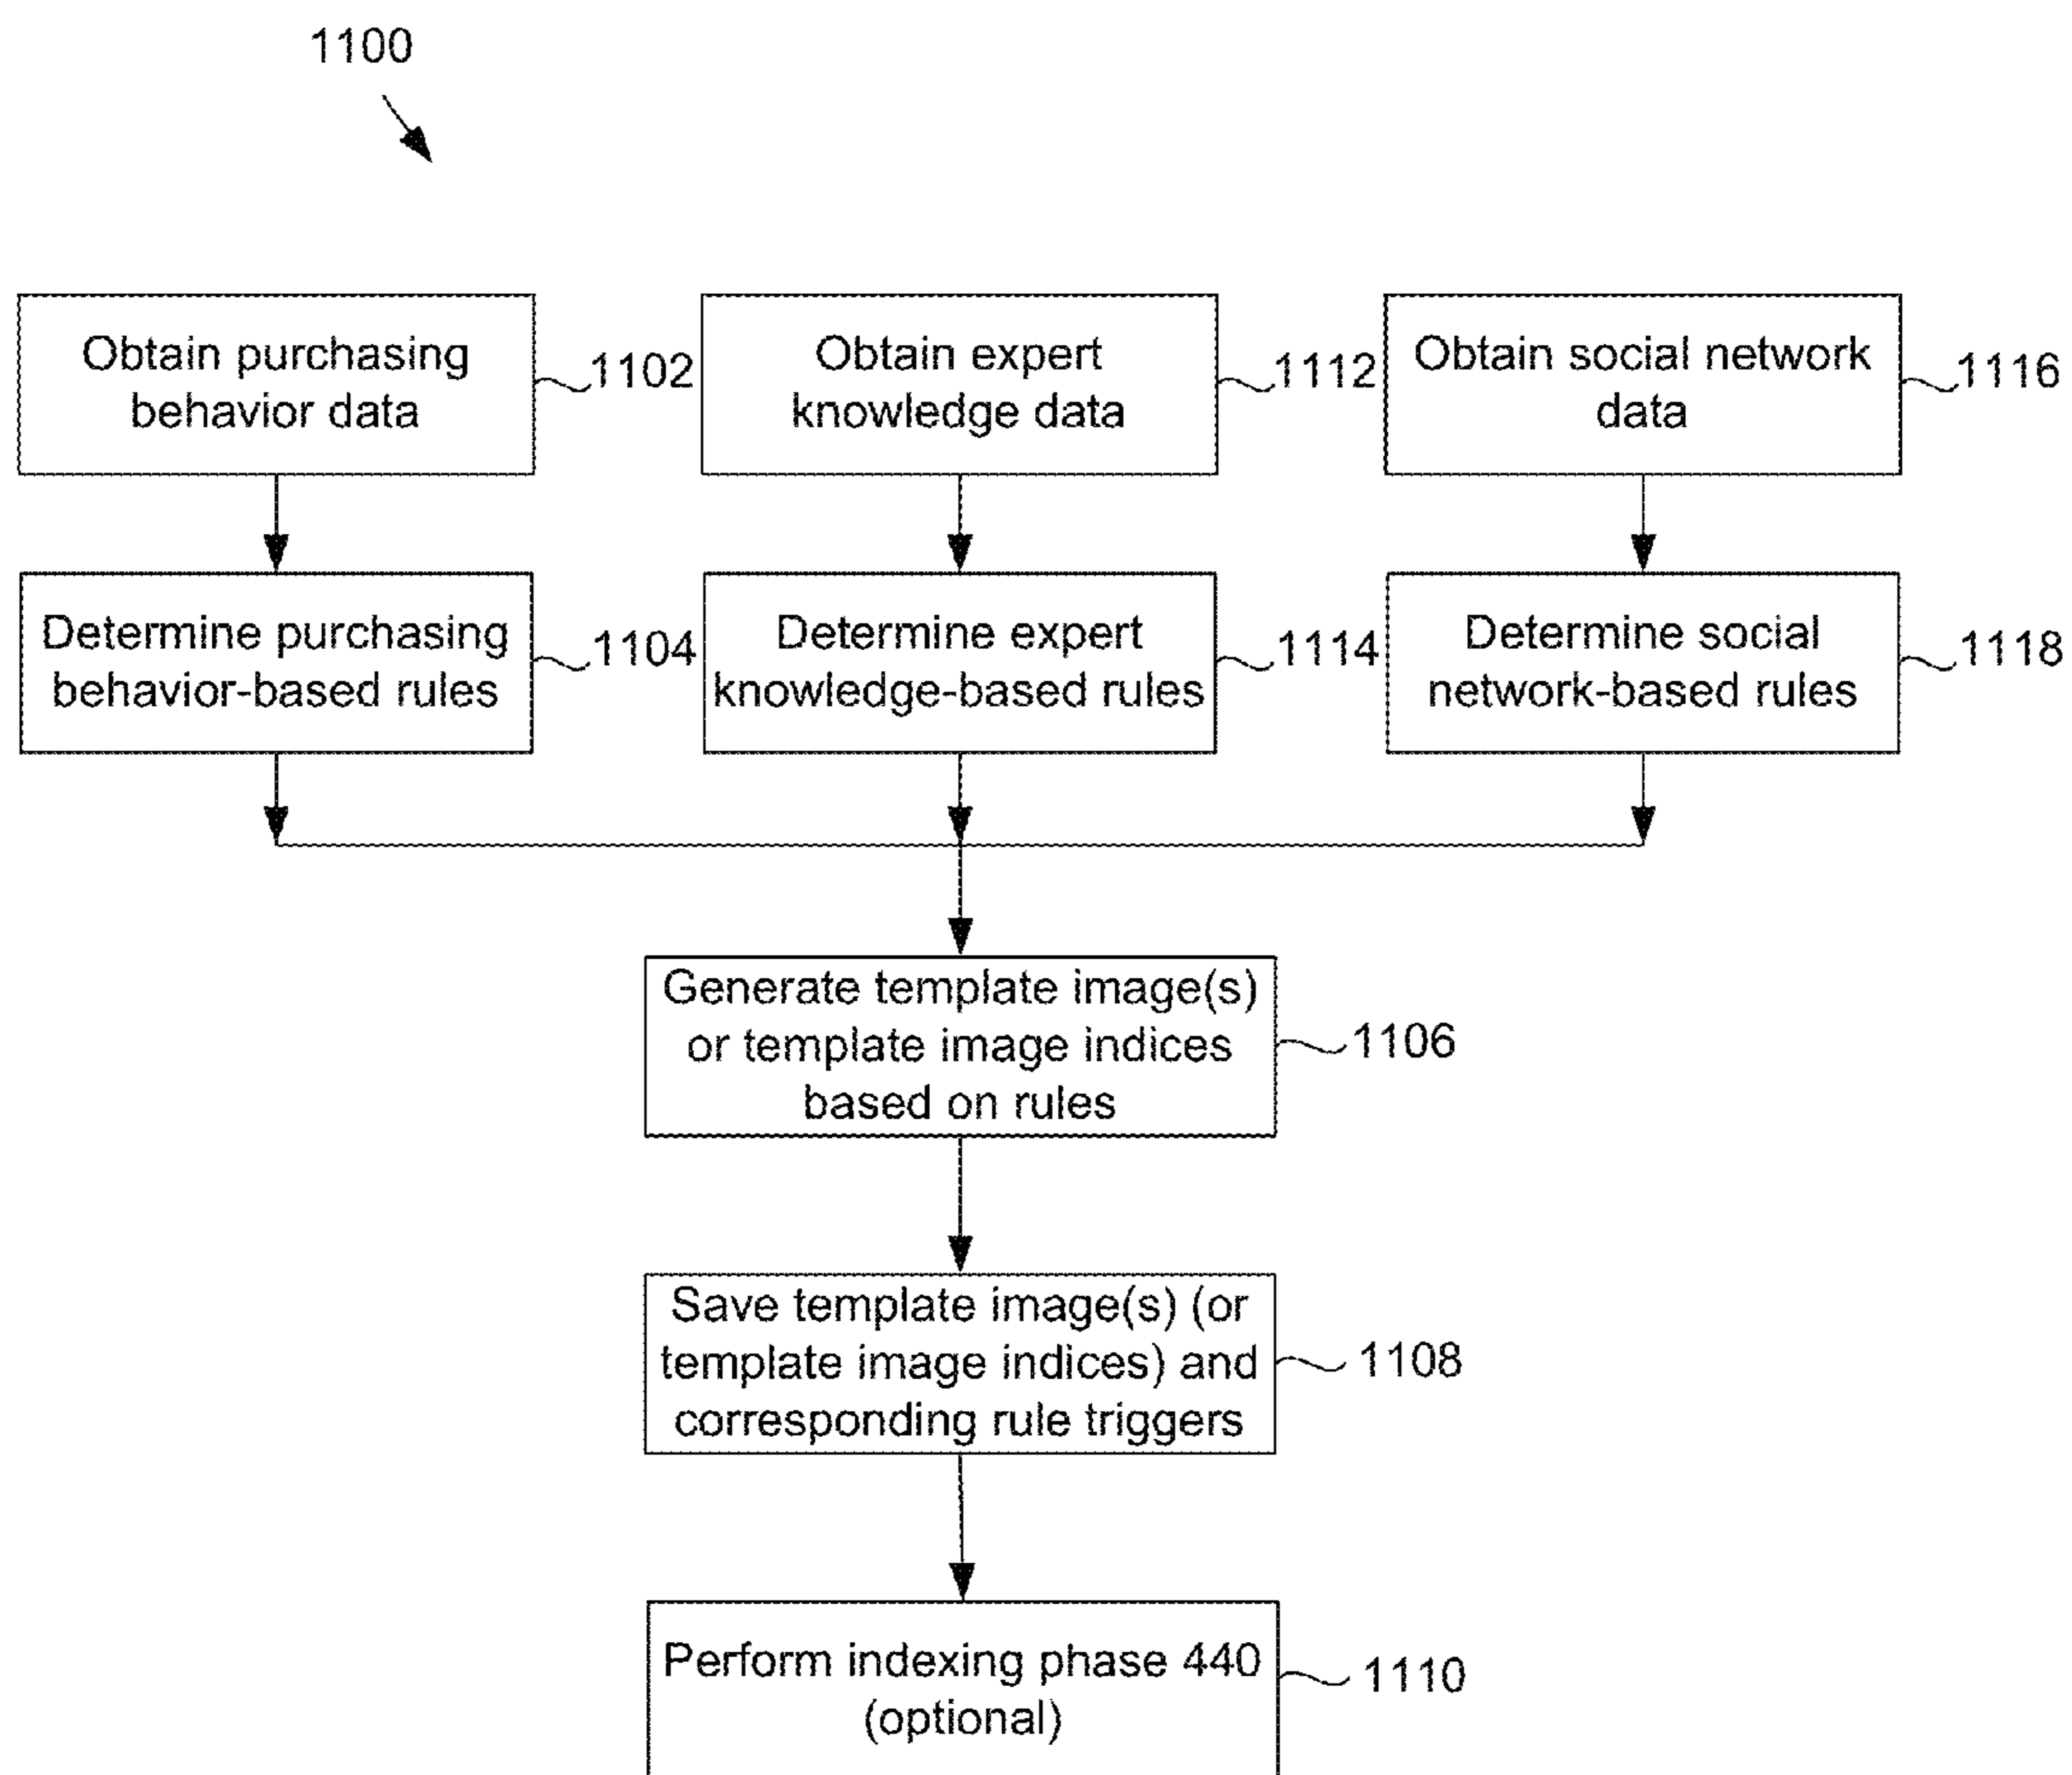 1100
Obtain purchasing
behavior data
1102
Obtain expert
knowledge data
1112
Obtain social network
data
1116
Determine purchasing
behavior-based rules
1104
Determine expert
knowledge-based rules
1114
Determine social
network-based rules
1118
Generate template image(s)
or template image indices
based on rules
1106
Save template image(s) (or
template image indices) and
corresponding rule triggers
1108
Perform indexing phase 440
(optional)
1110